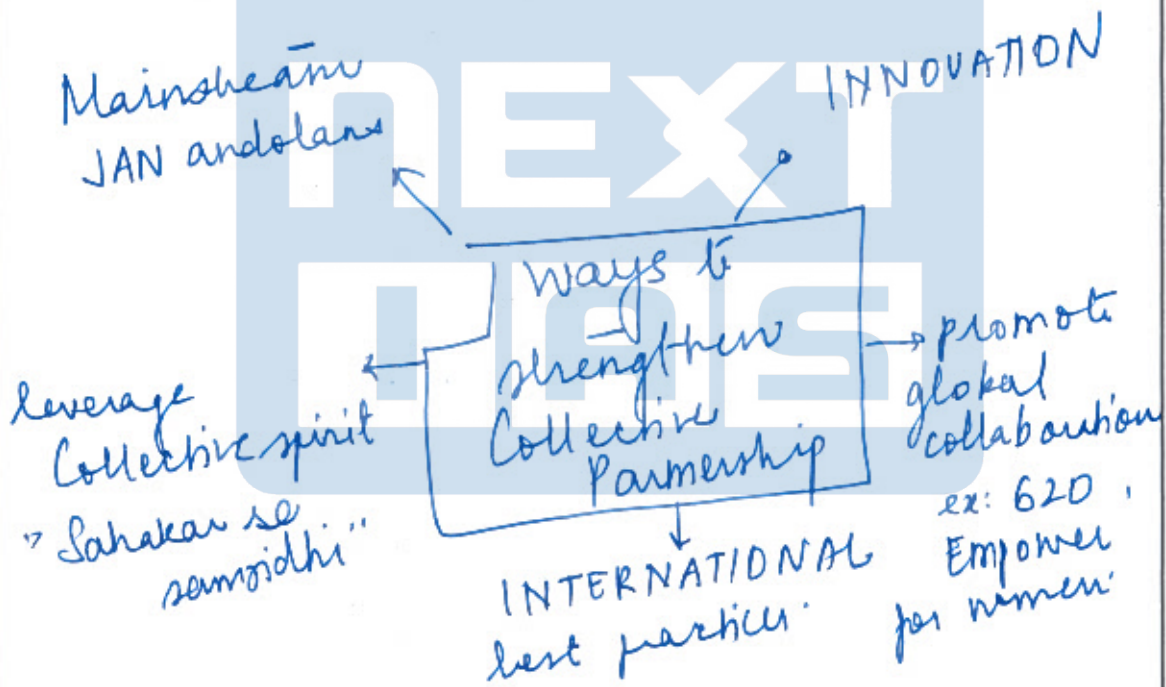 NEXT
IAS
Mainstream
JAN andolans
INNOVATION
Ways to
strengthen
Collective
Partnership
leverage
Collective spirit
"Sahakar se
samridhi"
promote
global
collaboration
ex: G20,
Empower
for women
INTERNATIONAL
best practices.